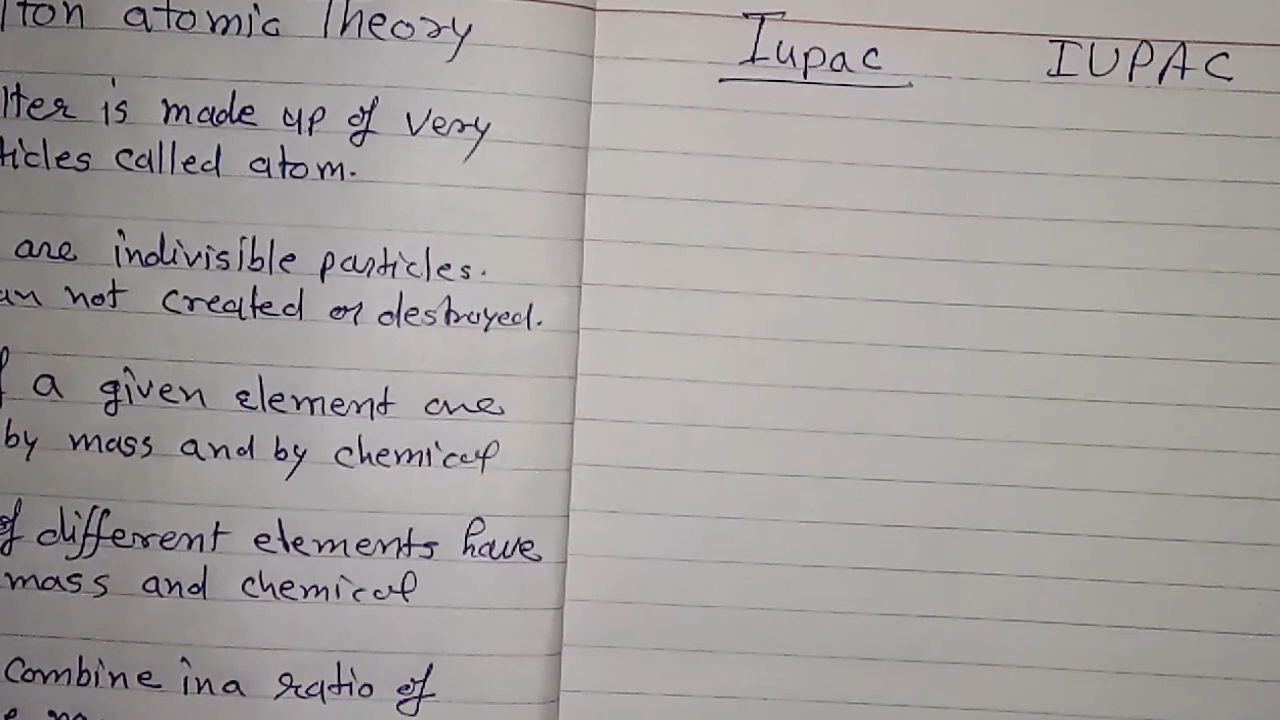 lton atomic Theory
lter is made up of very
ticles called atom.
are indivisible particles.
an not created or destroyed.
f a given element are
by mass and by chemical
of different elements have
mass and chemical
Combine in a ratio of
Iupac IUPAC